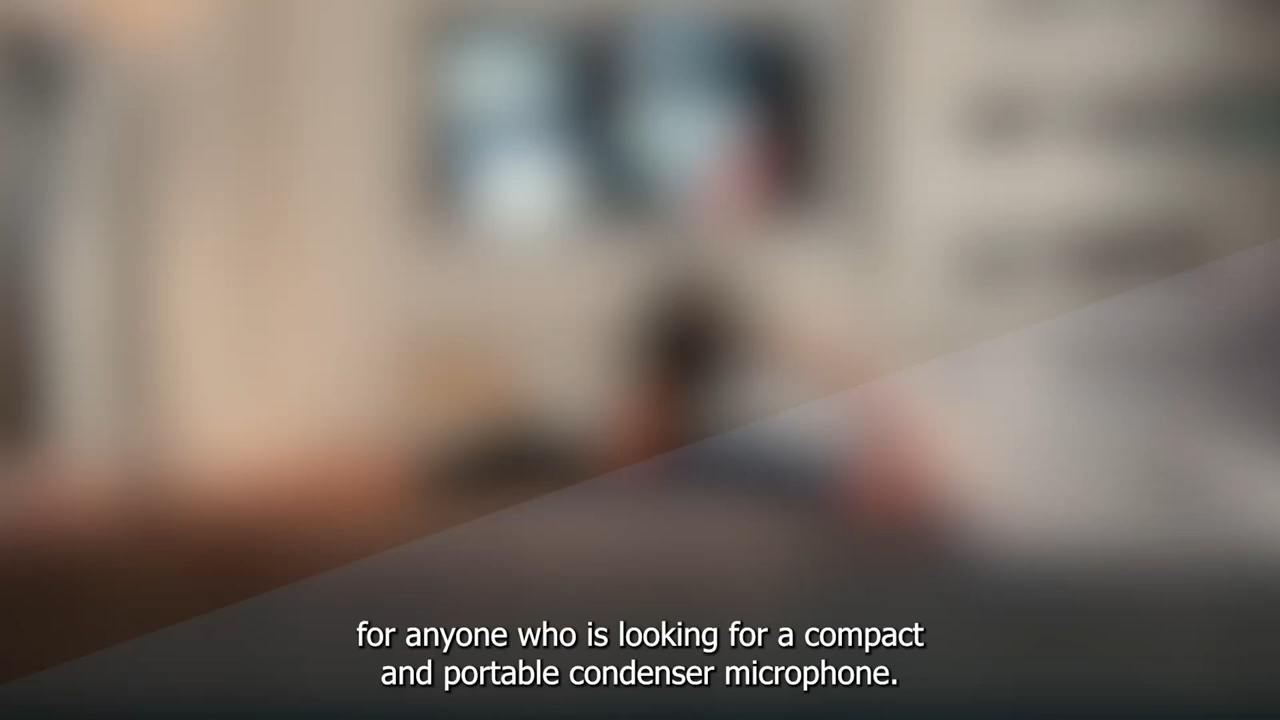 for anyone who is looking for a compact
and portable condenser microphone.